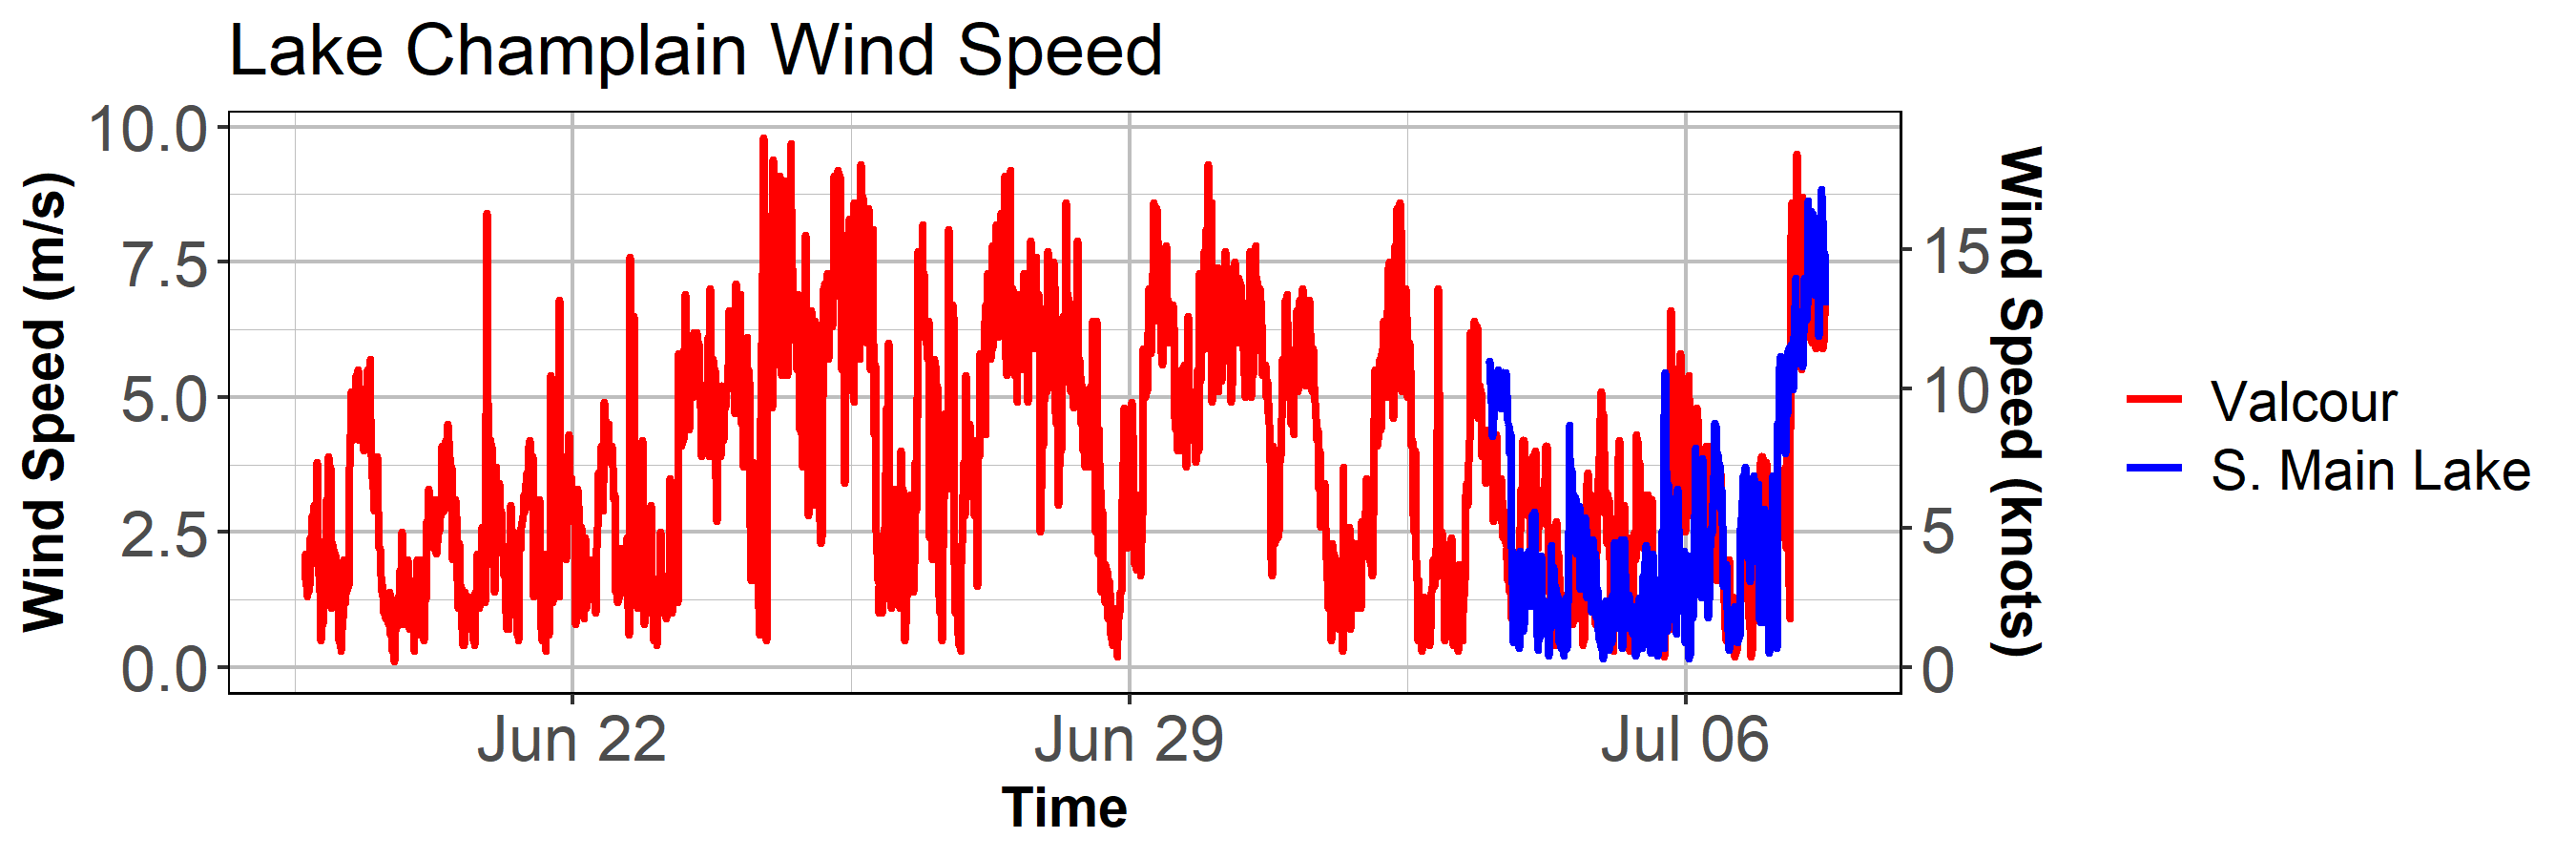 Lake Champlain Wind Speed
Wind Speed (m/s)
10.0
7.5
5.0
2.5
0.0
15
10
5
0
Wind Speed (knots)
Jun 22
Jun 29
Jul 06
Time
Valcour
S. Main Lake